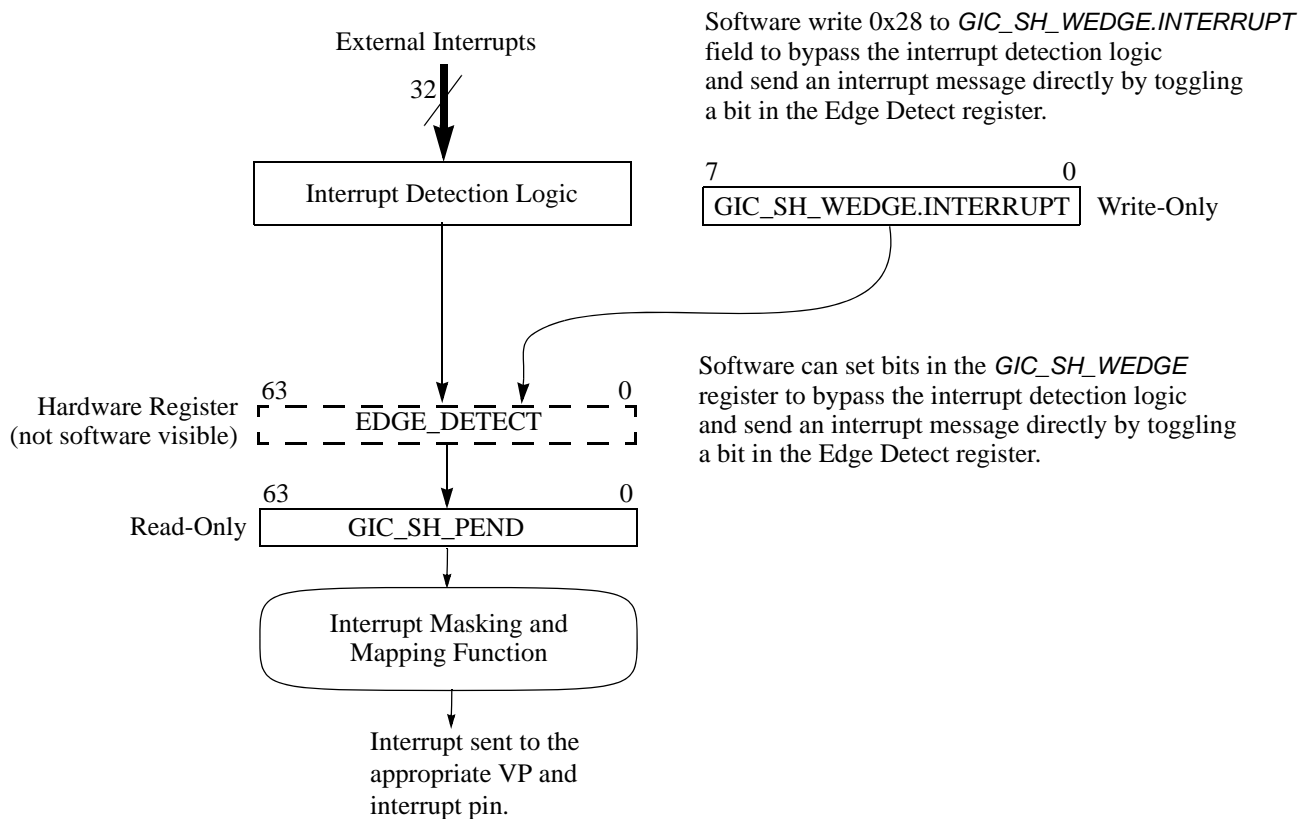 External Interrupts
32
Software write 0x28 to GIC_SH_WEDGE.INTERRUPT
field to bypass the interrupt detection logic
and send an interrupt message directly by toggling
a bit in the Edge Detect register.
Interrupt Detection Logic
7 0
GIC_SH_WEDGE.INTERRUPT Write-Only
Software can set bits in the GIC_SH_WEDGE
register to bypass the interrupt detection logic
and send an interrupt message directly by toggling
a bit in the Edge Detect register.
63 0
Hardware Register
(not software visible)
EDGE_DETECT
63 0
Read-Only GIC_SH_PEND
Interrupt Masking and
Mapping Function
Interrupt sent to the
appropriate VP and
interrupt pin.